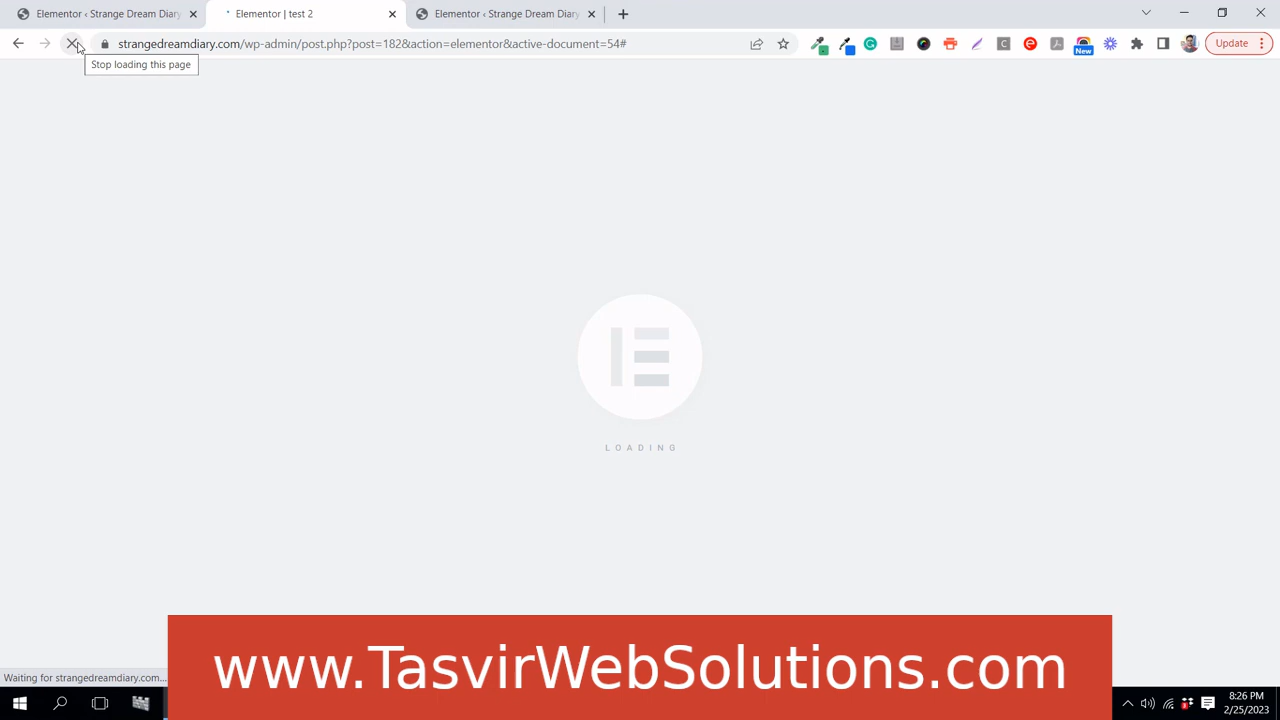 Elementor ‹ Strange Dream Diary
Elementor | test 2
Elementor ‹ Strange Dream Diary
strangedreamdiary.com/wp-admin/post.php?post=182&action=elementor&active-document=54#
New
Update
Stop loading this page
LOADING
www.TasvirWebSolutions.com
Waiting for strangedreamdiary.com...
8:26 PM
2/25/2023